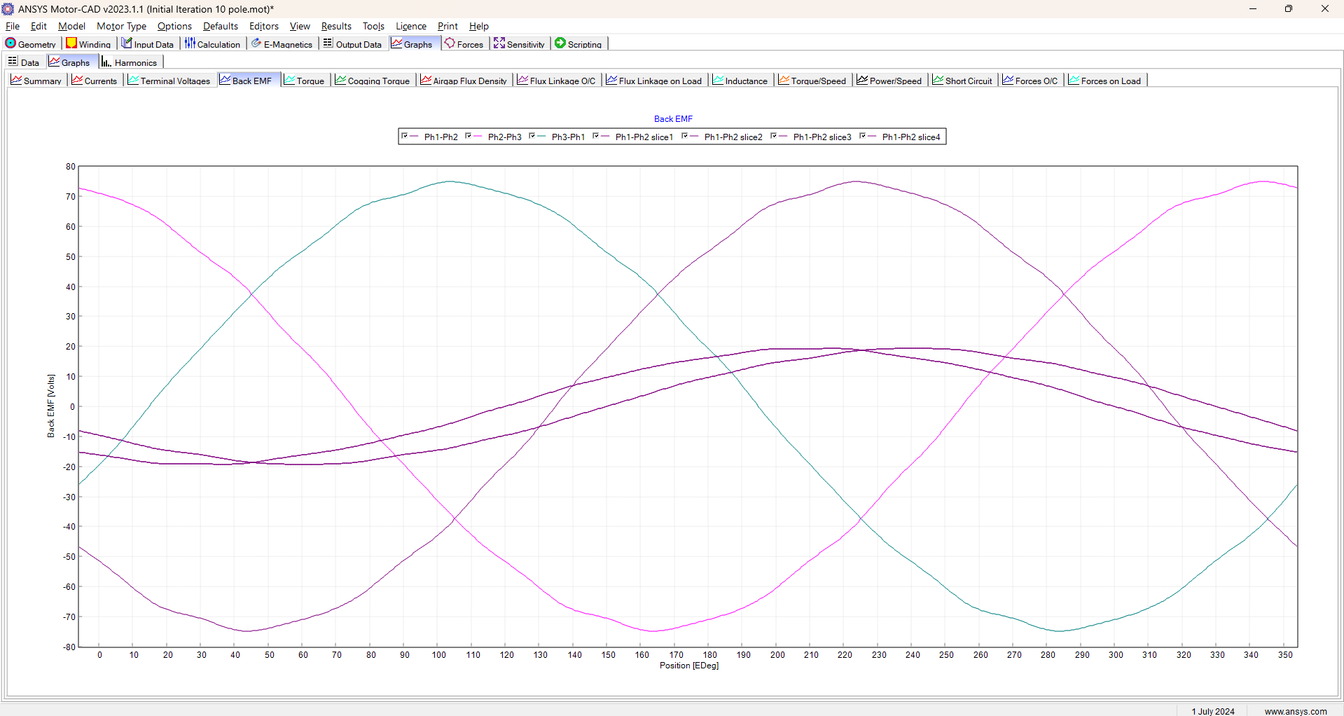 ANSYS Motor-CAD v2023.1.1 (Initial Iteration 10 pole.mot)*
File Edit Model Motor Type Options Defaults Editors View Results Tools Licence Print Help
Geometry Winding Input Data Calculation E-Magnetics Output Data Graphs Forces Sensitivity Scripting
Data Graphs Harmonics
Summary Currents Terminal Voltages Back EMF Torque Cogging Torque Airgap Flux Density Flux Linkage O/C Flux Linkage on Load Inductance Torque/Speed Power/Speed Short Circuit Forces O/C Forces on Load
Back EMF
Ph1-Ph2 Ph2-Ph3 Ph3-Ph1 Ph1-Ph2 slice1 Ph1-Ph2 slice2 Ph1-Ph2 slice3 Ph1-Ph2 slice4
80
70
60
50
40
30
20
10
0
-10
-20
-30
-40
-50
-60
-70
-80
Back EMF [Volts]
0 10 20 30 40 50 60 70 80 90 100 110 120 130 140 150 160 170 180 190 200 210 220 230 240 250 260 270 280 290 300 310 320 330 340 350
Position [EDeg]
1 July 2024 www.ansys.com